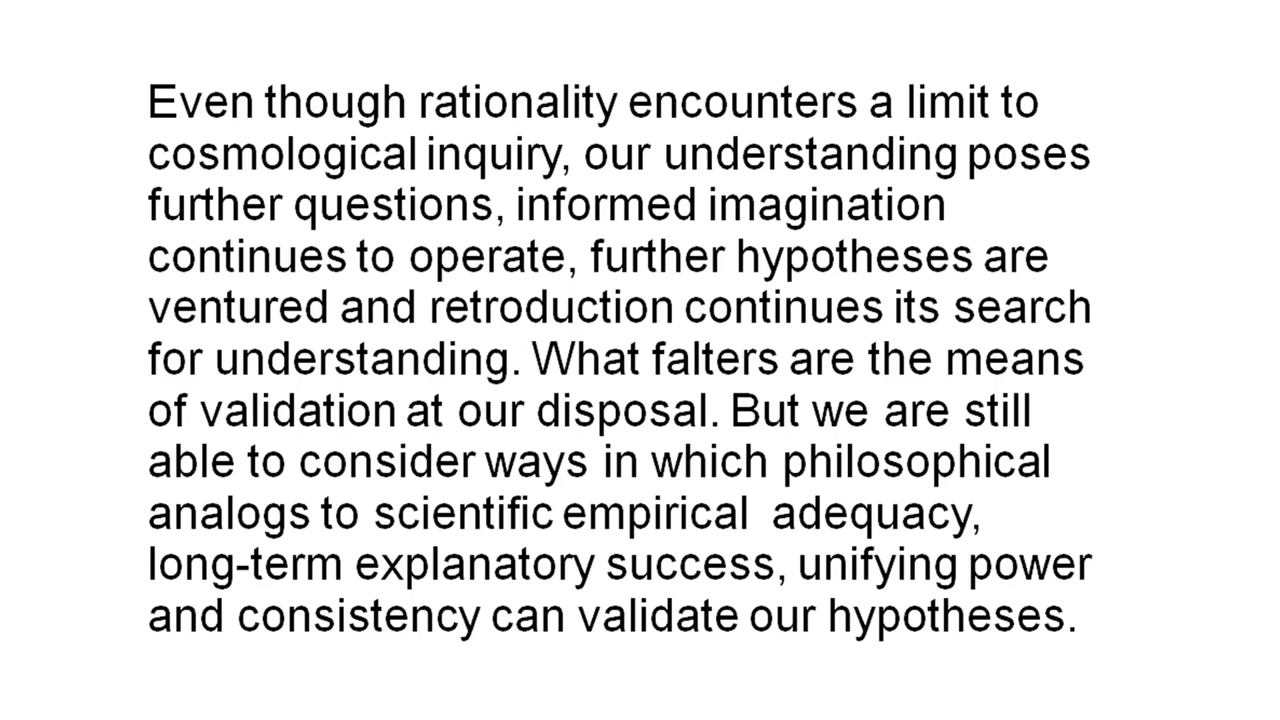 Even though rationality encounters a limit to
cosmological inquiry, our understanding poses
further questions, informed imagination
continues to operate, further hypotheses are
ventured and retroduction continues its search
for understanding. What falters are the means
of validation at our disposal. But we are still
able to consider ways in which philosophical
analogs to scientific empirical  adequacy,
long-term explanatory success, unifying power
and consistency can validate our hypotheses.